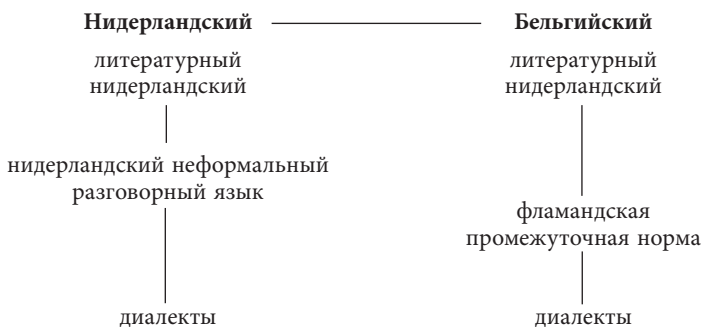 Нидерландский Бельгийский
литературный литературный
нидерландский нидерландский
нидерландский неформальный
разговорный язык
фламандская
промежуточная норма
диалекты диалекты